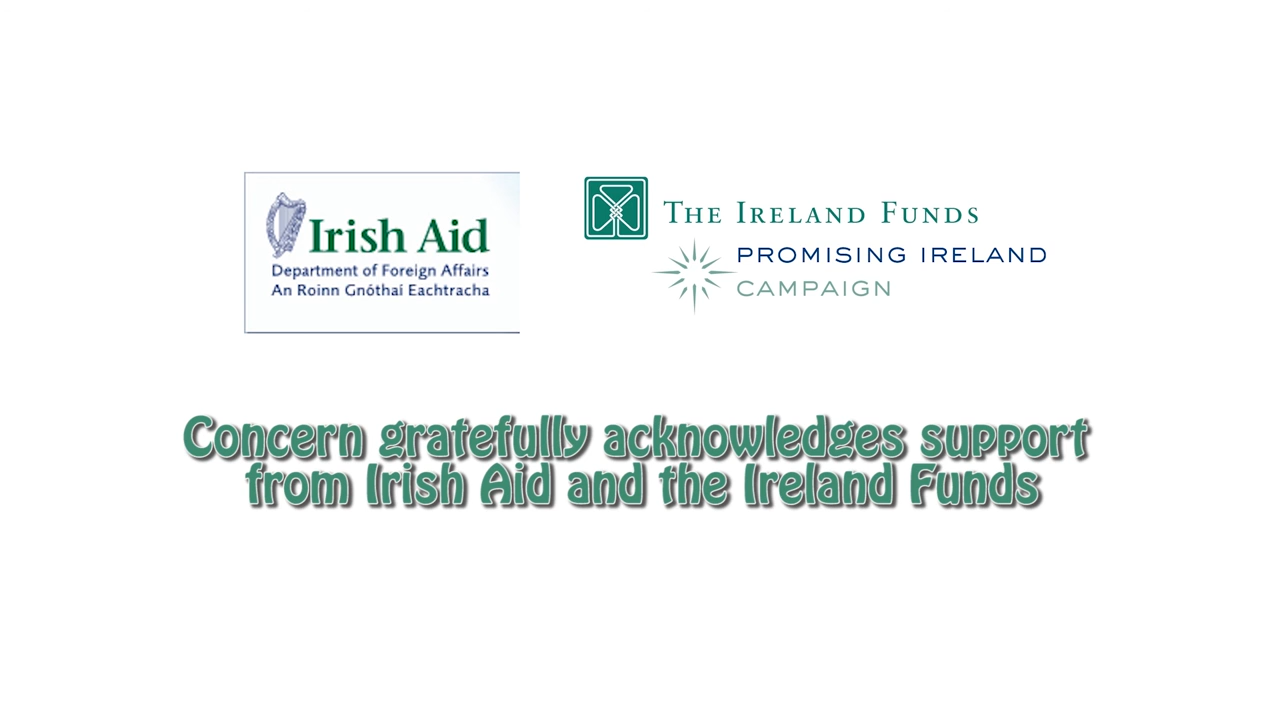 Irish Aid
Department of Foreign Affairs
An Roinn Gnóthaí Eachtracha
THE IRELAND FUNDS
PROMISING IRELAND
CAMPAIGN
Concern gratefully acknowledges support
from Irish Aid and the Ireland Funds